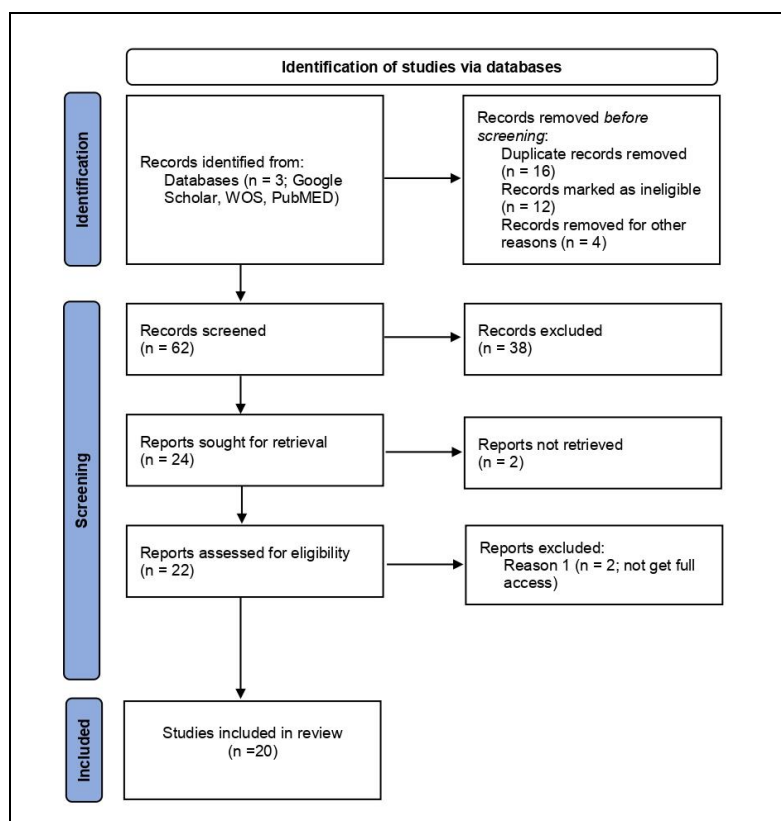 Identification of studies via databases
Identification
Records identified from:
Databases (n = 3; Google
Scholar, WOS, PubMED)
Records removed before
screening:
Duplicate records removed
(n = 16)
Records marked as ineligible
(n = 12)
Records removed for other
reasons (n = 4)
Screening
Records screened
(n = 62)
Records excluded
(n = 38)
Reports sought for retrieval
(n = 24)
Reports not retrieved
(n = 2)
Reports assessed for eligibility
(n = 22)
Reports excluded:
Reason 1 (n = 2; not get full
access)
Included
Studies included in review
(n =20)